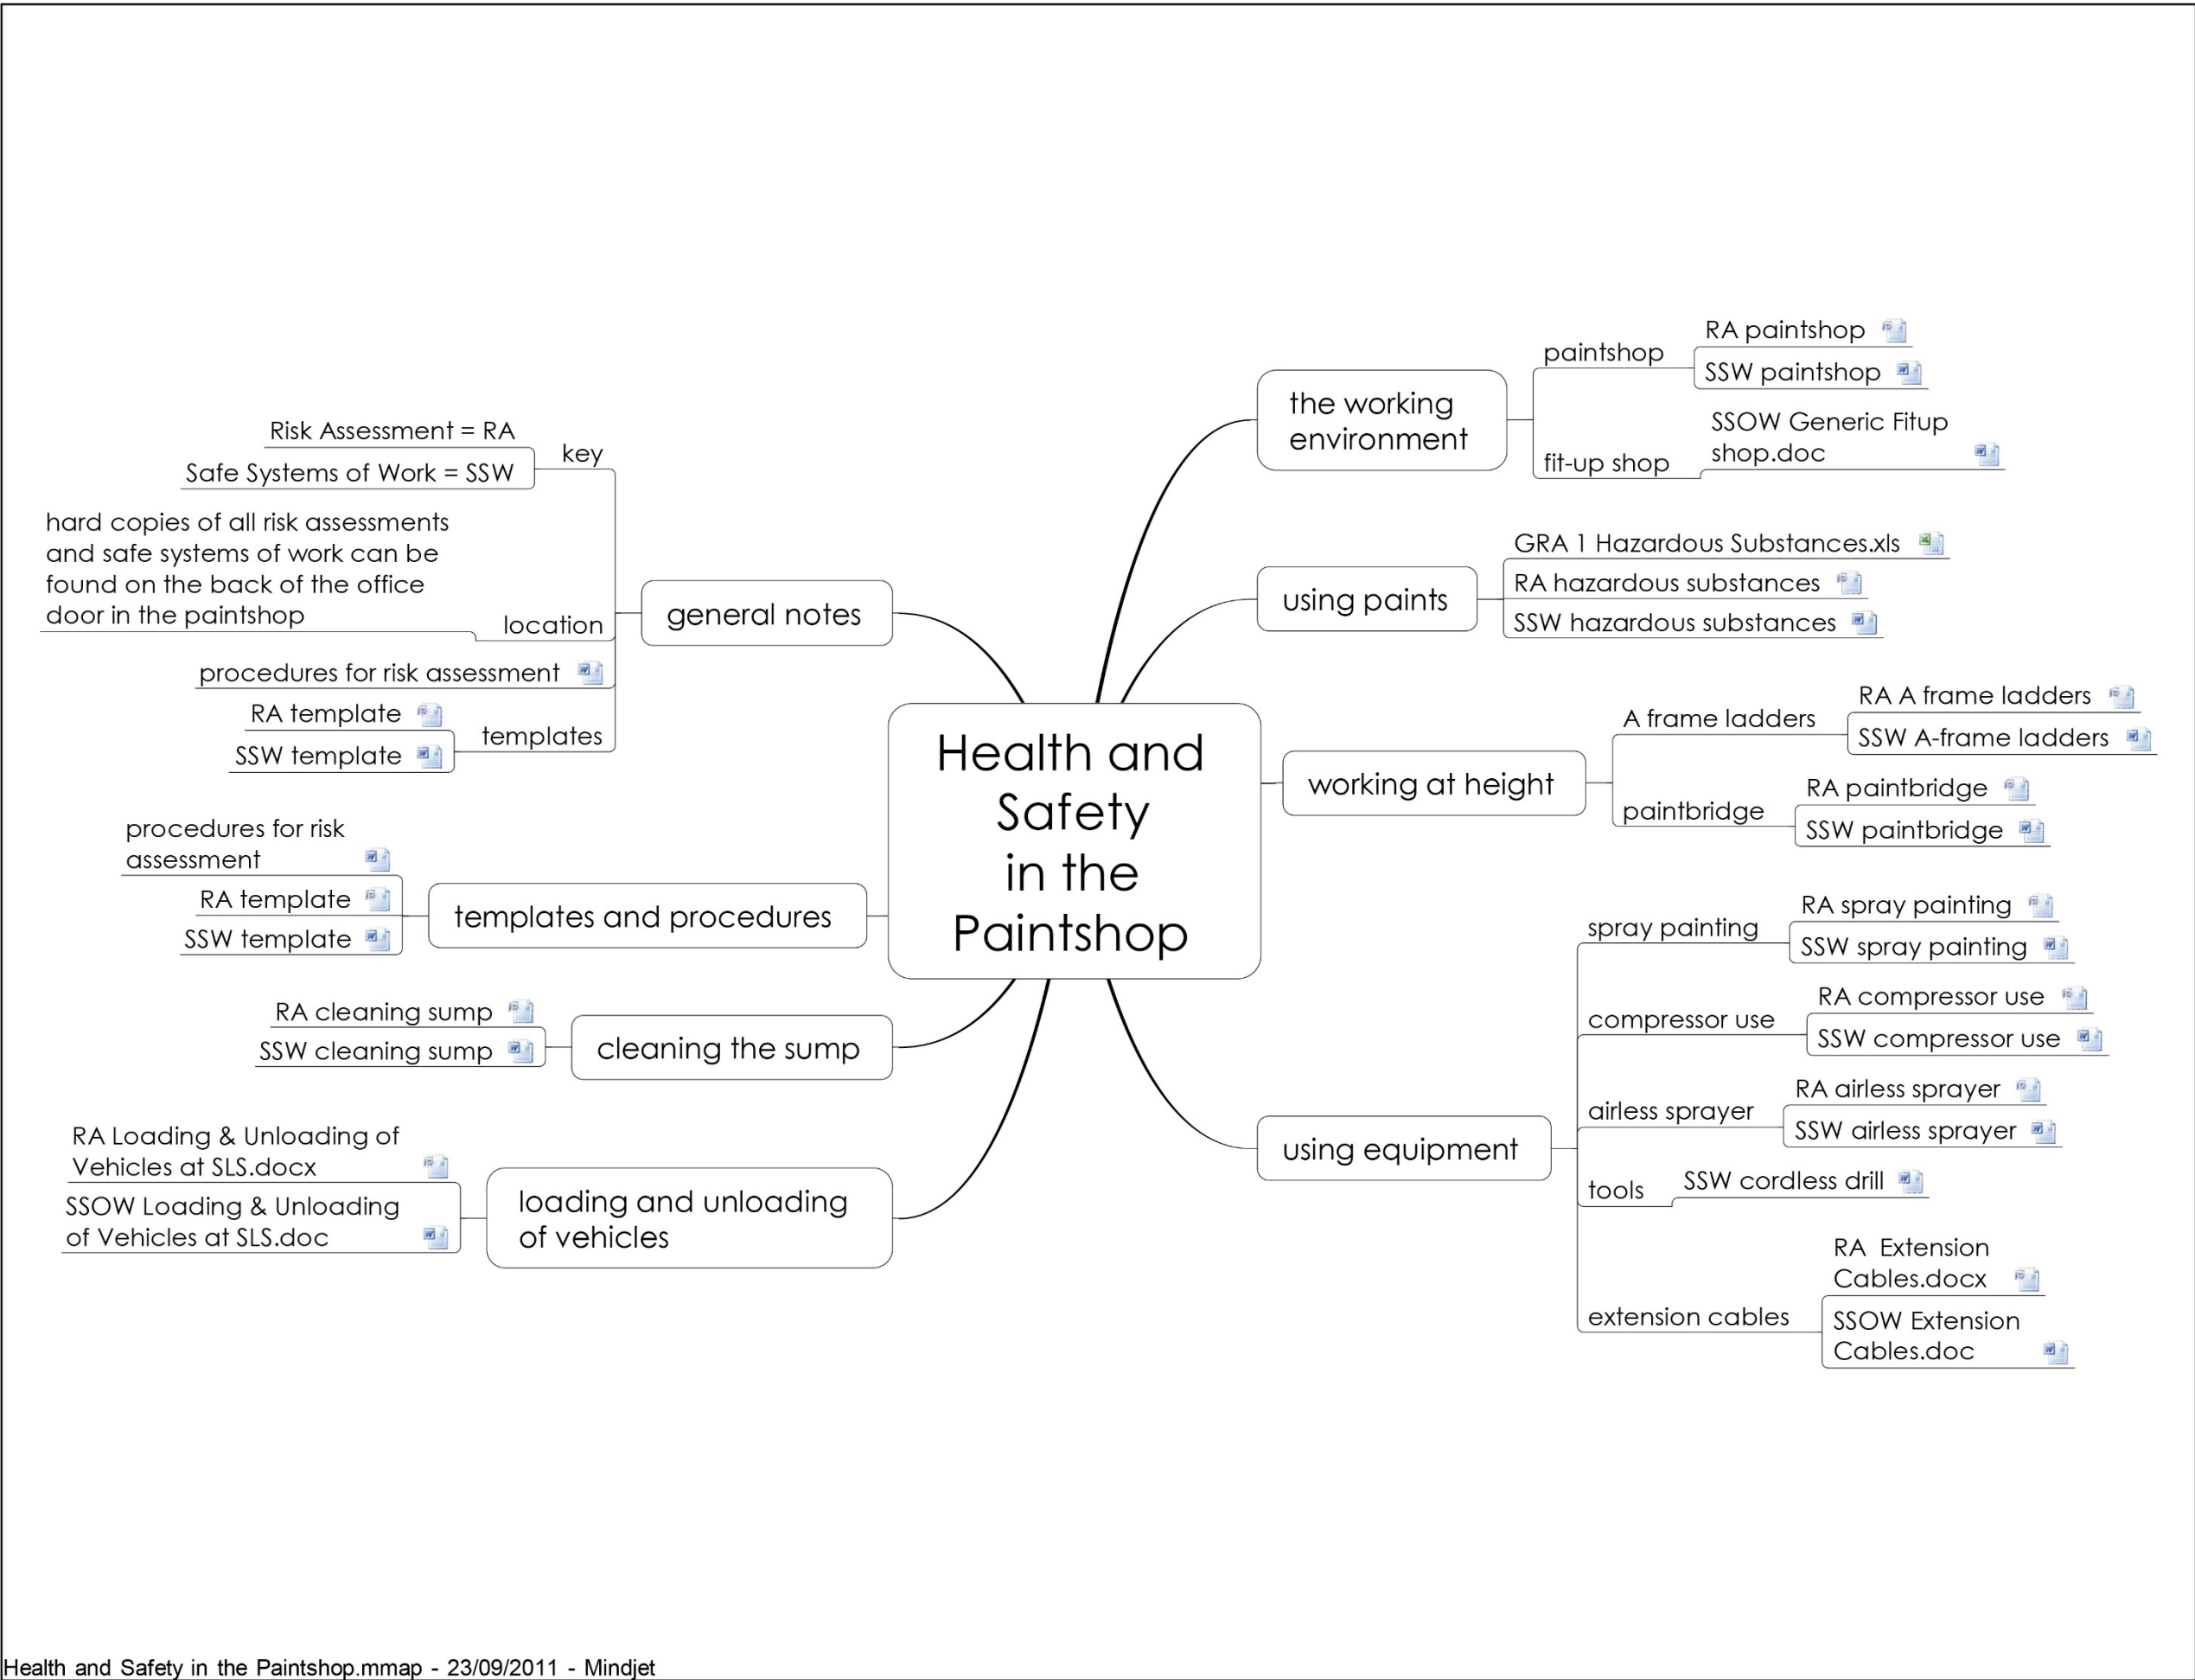 Health and
Safety
in the
Paintshop
the working
environment
paintshop
RA paintshop
SSW paintshop
fit-up shop
SSOW Generic Fitup
shop.doc
using paints
GRA 1 Hazardous Substances.xls
RA hazardous substances
SSW hazardous substances
working at height
A frame ladders
RA A frame ladders
SSW A-frame ladders
paintbridge
RA paintbridge
SSW paintbridge
using equipment
spray painting
RA spray painting
SSW spray painting
compressor use
RA compressor use
SSW compressor use
airless sprayer
RA airless sprayer
SSW airless sprayer
tools
SSW cordless drill
extension cables
RA  Extension
Cables.docx
SSOW Extension
Cables.doc
general notes
key
Risk Assessment = RA
Safe Systems of Work = SSW
location
hard copies of all risk assessments
and safe systems of work can be
found on the back of the office
door in the paintshop
procedures for risk assessment
templates
RA template
SSW template
templates and procedures
procedures for risk
assessment
RA template
SSW template
cleaning the sump
RA cleaning sump
SSW cleaning sump
loading and unloading
of vehicles
RA Loading & Unloading of
Vehicles at SLS.docx
SSOW Loading & Unloading
of Vehicles at SLS.doc
Health and Safety in the Paintshop.mmap - 23/09/2011 - Mindjet